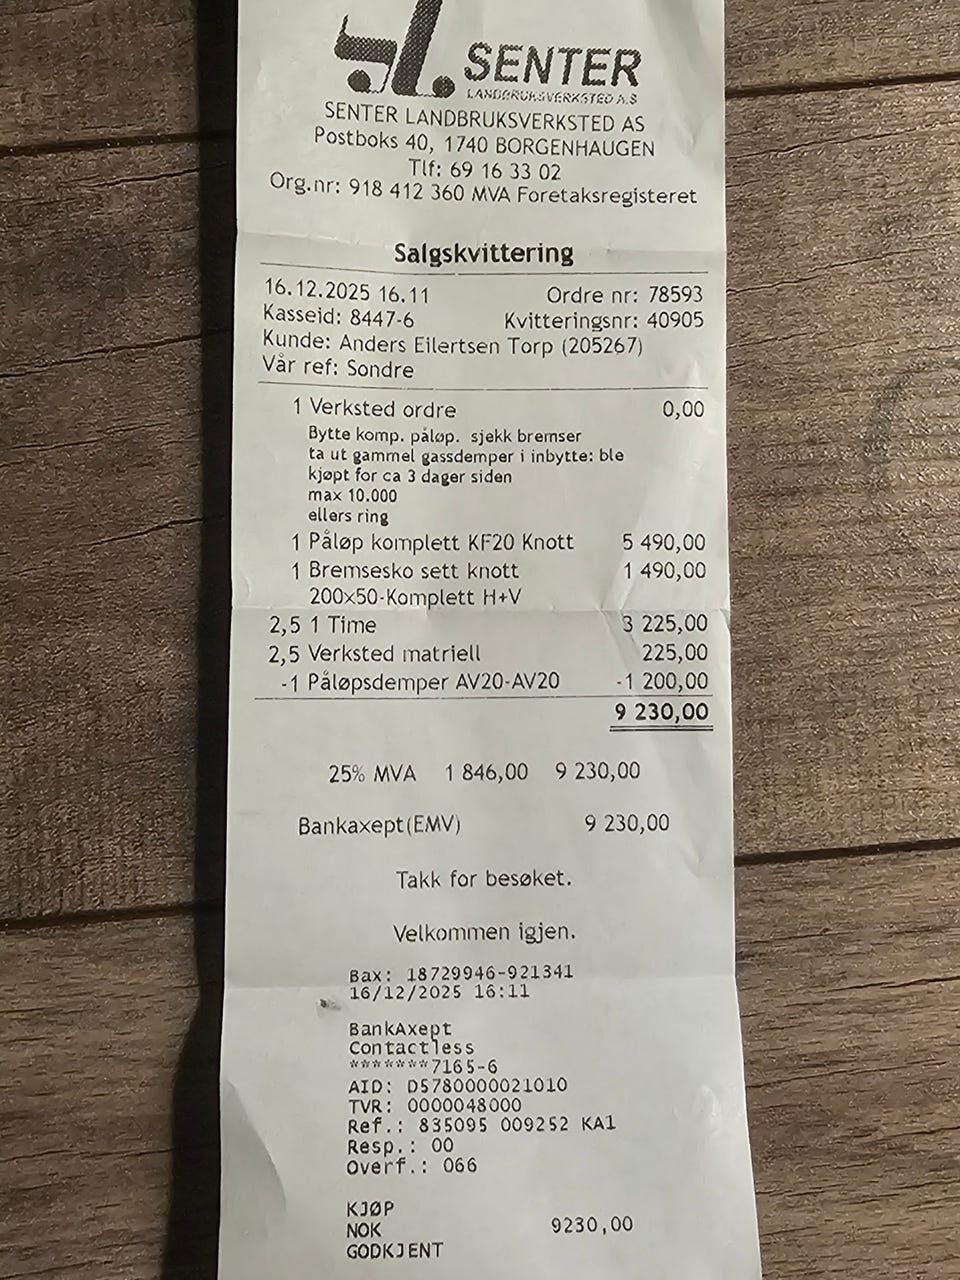 SENTER
LANDBRUKSVERKSTED A.S
SENTER LANDBRUKSVERKSTED AS
Postboks 40, 1740 BORGENHAUGEN
Tlf: 69 16 33 02
Org.nr: 918 412 360 MVA Foretaksregisteret
Salgskvittering
16.12.2025 16.11 Ordre nr: 78593
Kasseid: 8447-6 Kvitteringsnr: 40905
Kunde: Anders Eilertsen Torp (205267)
Vår ref: Sondre
1 Verksted ordre 0,00
Bytte komp. påløp. sjekk bremser
ta ut gammel gassdemper i inbytte: ble
kjøpt for ca 3 dager siden
max 10.000
ellers ring
1 Påløp komplett KF20 Knott 5 490,00
1 Bremsesko sett knott 1 490,00
200x50-Komplett H+V
2,5 1 Time 3 225,00
2,5 Verksted matriell 225,00
-1 Påløpsdemper AV20-AV20 -1 200,00
9 230,00
25% MVA 1 846,00 9 230,00
Bankaxept(EMV) 9 230,00
Takk for besøket.
Velkommen igjen.
Bax: 18729946-921341
16/12/2025 16:11
BankAxept
Contactless
*******7165-6
AID: D5780000021010
TVR: 0000048000
Ref.: 835095 009252 KA1
Resp.: 00
Overf.: 066
KJØP
NOK 9230,00
GODKJENT